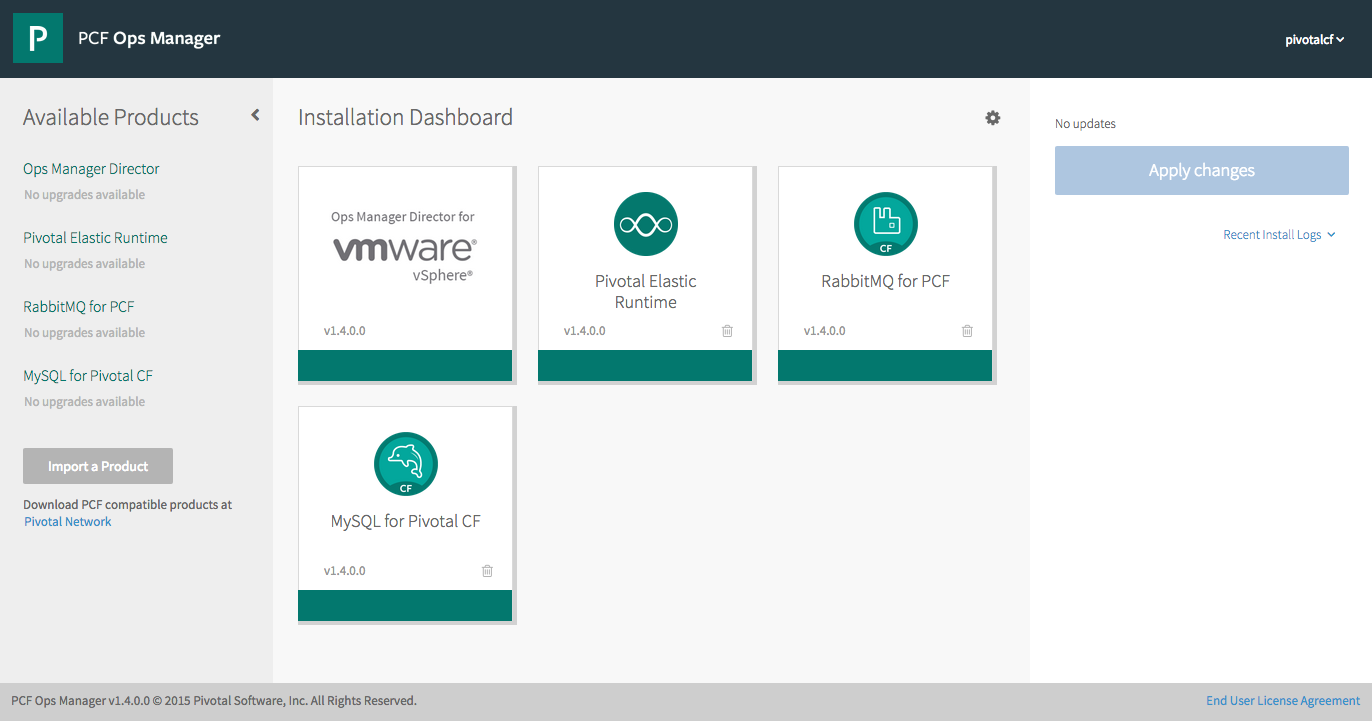 P
PCF Ops Manager
pivotalcf
Available Products
Ops Manager Director
No upgrades available
Pivotal Elastic Runtime
No upgrades available
RabbitMQ for PCF
No upgrades available
MySQL for Pivotal CF
No upgrades available
Import a Product
Download PCF compatible products at
Pivotal Network
Installation Dashboard
Ops Manager Director for
vmware®
vSphere®
v1.4.0.0
Pivotal Elastic
Runtime
v1.4.0.0
CF
RabbitMQ for PCF
v1.4.0.0
CF
MySQL for Pivotal CF
v1.4.0.0
No updates
Apply changes
Recent Install Logs
PCF Ops Manager v1.4.0.0 © 2015 Pivotal Software, Inc. All Rights Reserved.
End User License Agreement